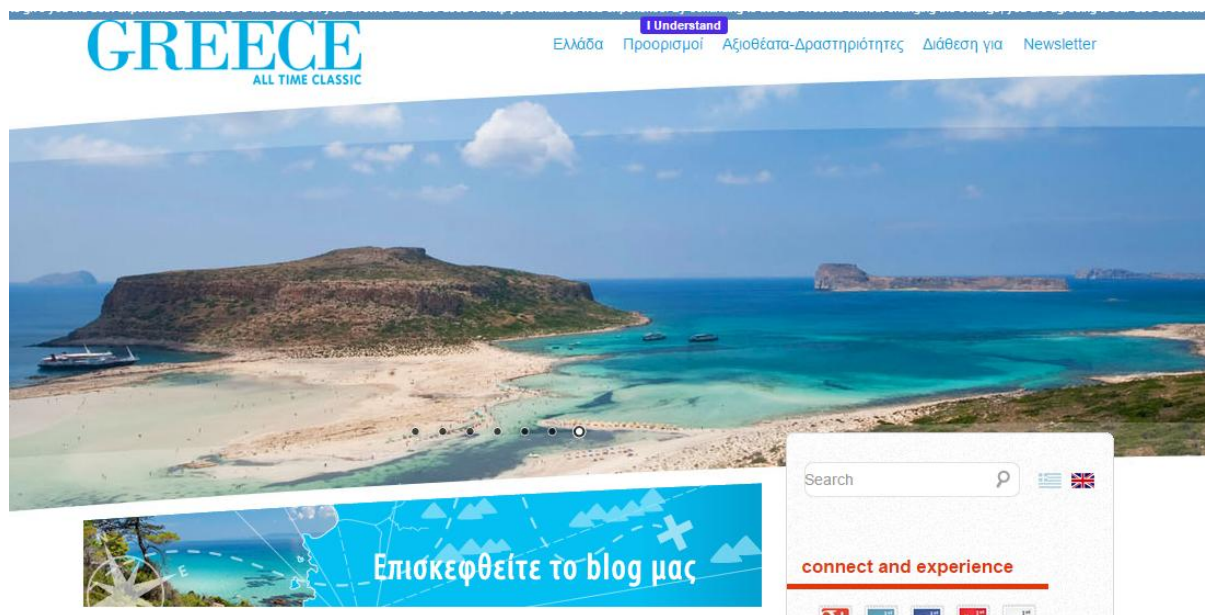 I Understand
GREECE
ALL TIME CLASSIC
Ελλάδα Προορισμοί Αξιοθέατα-Δραστηριότητες Διάθεση για Newsletter
Search
Επισκεφθείτε το blog μας
connect and experience